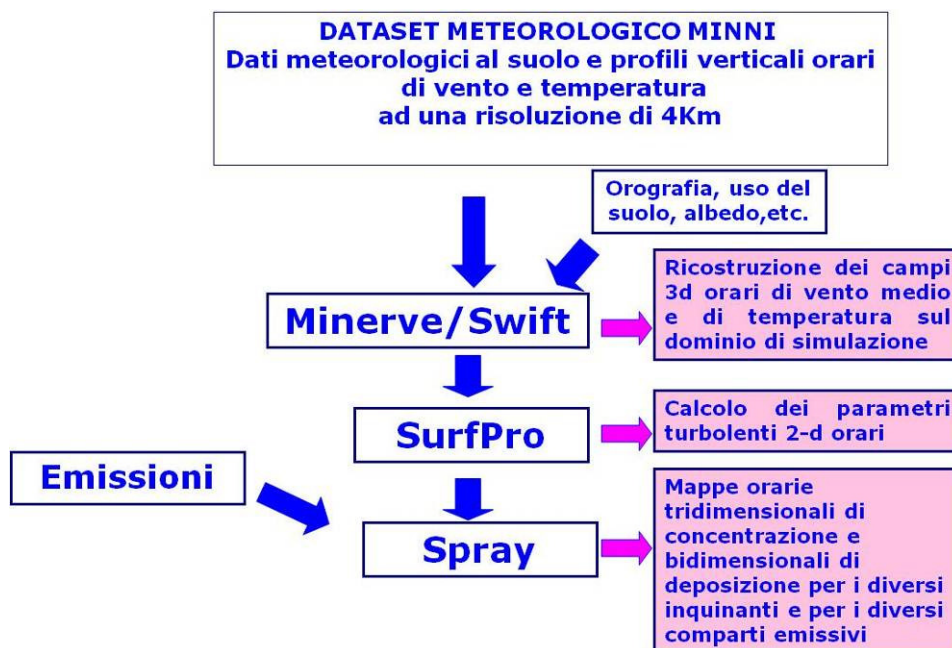 DATASET METEOROLOGICO MINNI
Dati meteorologici al suolo e profili verticali orari
di vento e temperatura
ad una risoluzione di 4Km
Orografia, uso del
suolo, albedo,etc.
Minerve/Swift
Ricostruzione dei campi
3d orari di vento medio
e di temperatura sul
dominio di simulazione
SurfPro
Calcolo dei parametri
turbolenti 2-d orari
Emissioni
Spray
Mappe orarie
tridimensionali di
concentrazione e
bidimensionali di
deposizione per i diversi
inquinanti e per i diversi
comparti emissivi